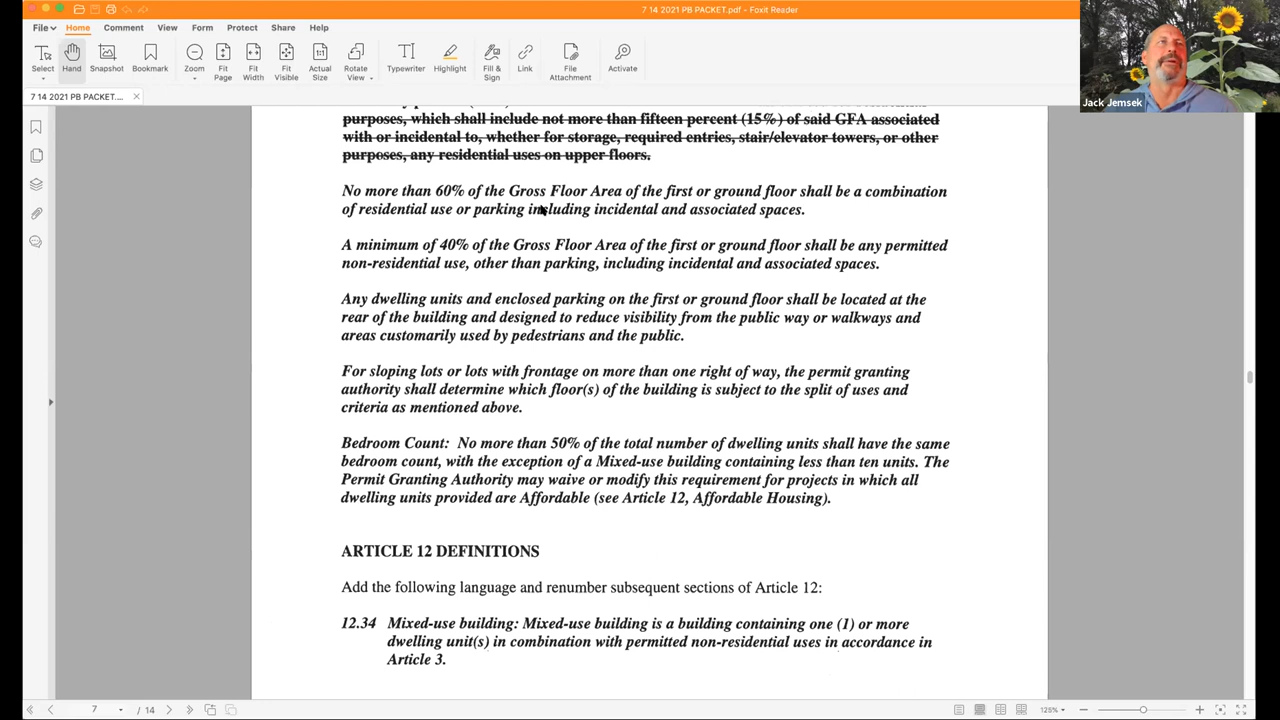 7 14 2021 PB PACKET.pdf - Foxit Reader
File Home Comment View Form Protect Share Help
Select Hand Snapshot Bookmark Zoom Fit Page Fit Width Fit Visible Actual Size Rotate View Typewriter Highlight Fill & Sign Link File Attachment Activate
Jack Jemsek
7 14 2021 PB PACKET....
purposes, which shall include not more than fifteen percent (15%) of said GFA associated
with or incidental to, whether for storage, required entries, stair/elevator towers, or other
purposes, any residential uses on upper floors.
No more than 60% of the Gross Floor Area of the first or ground floor shall be a combination
of residential use or parking including incidental and associated spaces.
A minimum of 40% of the Gross Floor Area of the first or ground floor shall be any permitted
non-residential use, other than parking, including incidental and associated spaces.
Any dwelling units and enclosed parking on the first or ground floor shall be located at the
rear of the building and designed to reduce visibility from the public way or walkways and
areas customarily used by pedestrians and the public.
For sloping lots or lots with frontage on more than one right of way, the permit granting
authority shall determine which floor(s) of the building is subject to the split of uses and
criteria as mentioned above.
Bedroom Count: No more than 50% of the total number of dwelling units shall have the same
bedroom count, with the exception of a Mixed-use building containing less than ten units. The
Permit Granting Authority may waive or modify this requirement for projects in which all
dwelling units provided are Affordable (see Article 12, Affordable Housing).
ARTICLE 12 DEFINITIONS
Add the following language and renumber subsequent sections of Article 12:
12.34 Mixed-use building: Mixed-use building is a building containing one (1) or more
dwelling unit(s) in combination with permitted non-residential uses in accordance in
Article 3.
7 / 14 125%